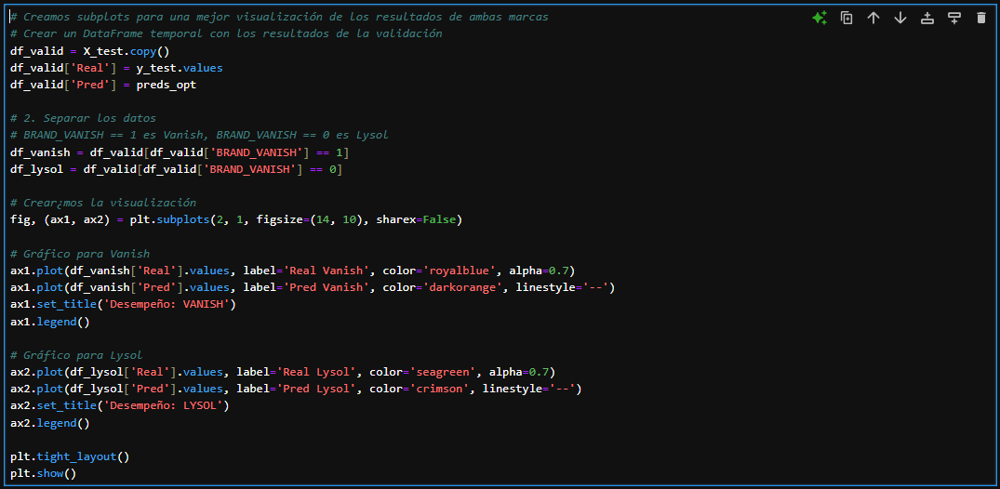 # Creamos subplots para una mejor visualización de los resultados de ambas marcas
# Crear un DataFrame temporal con los resultados de la validación
df_valid = X_test.copy()
df_valid['Real'] = y_test.values
df_valid['Pred'] = preds_opt
# 2. Separar los datos
# BRAND_VANISH == 1 es Vanish, BRAND_VANISH == 0 es Lysol
df_vanish = df_valid[df_valid['BRAND_VANISH'] == 1]
df_lysol = df_valid[df_valid['BRAND_VANISH'] == 0]
# Crear¿mos la visualización
fig, (ax1, ax2) = plt.subplots(2, 1, figsize=(14, 10), sharex=False)
# Gráfico para Vanish
ax1.plot(df_vanish['Real'].values, label='Real Vanish', color='royalblue', alpha=0.7)
ax1.plot(df_vanish['Pred'].values, label='Pred Vanish', color='darkorange', linestyle='--')
ax1.set_title('Desempeño: VANISH')
ax1.legend()
# Gráfico para Lysol
ax2.plot(df_lysol['Real'].values, label='Real Lysol', color='seagreen', alpha=0.7)
ax2.plot(df_lysol['Pred'].values, label='Pred Lysol', color='crimson', linestyle='--')
ax2.set_title('Desempeño: LYSOL')
ax2.legend()
plt.tight_layout()
plt.show()